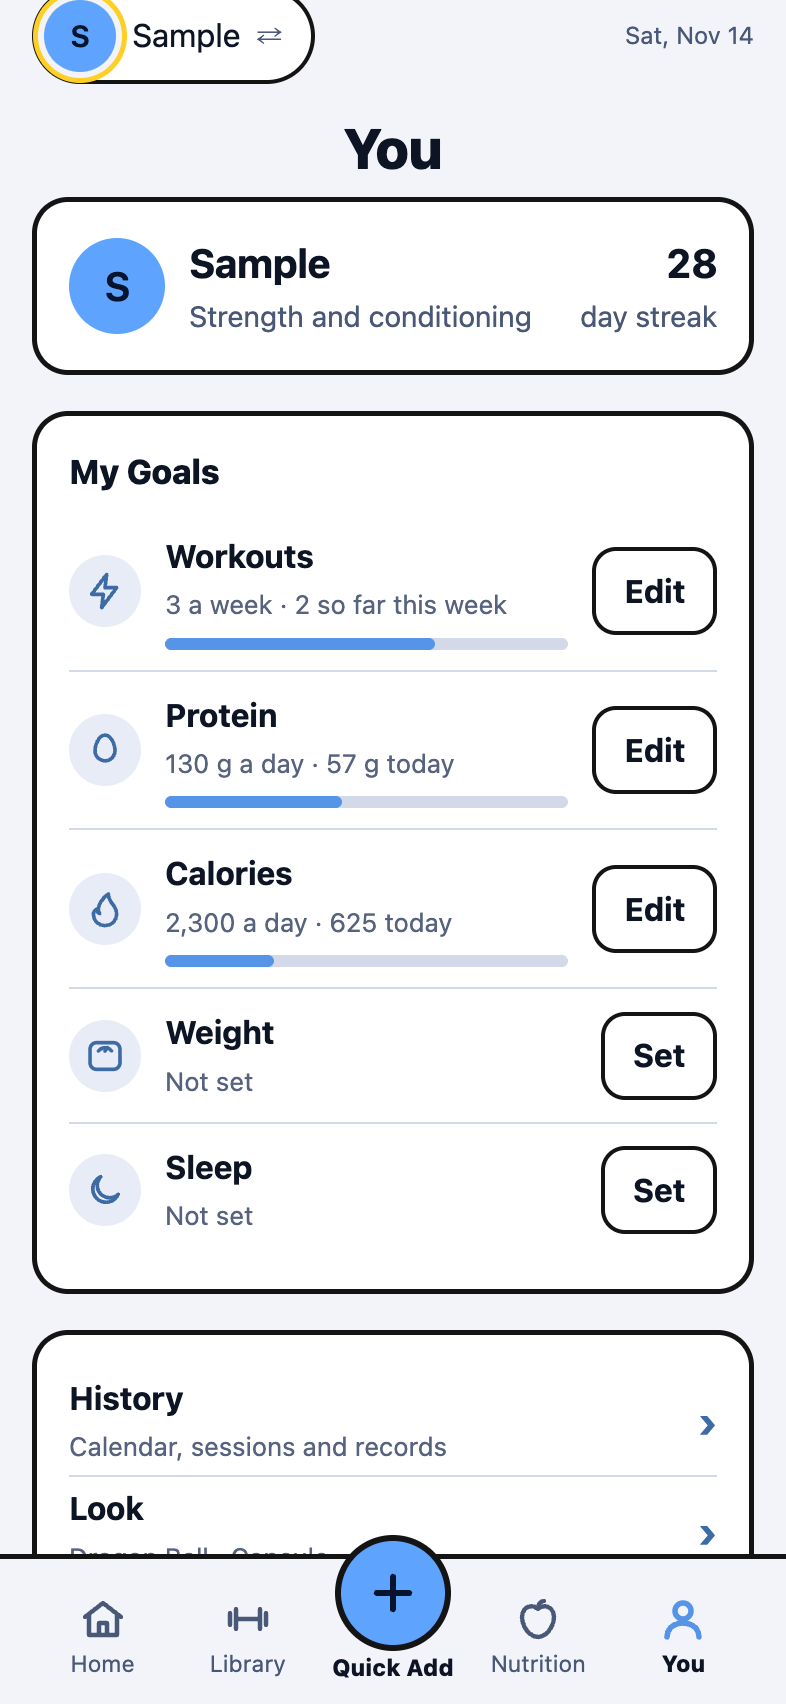 S Sample Sat, Nov 14
You
S
Sample 28
Strength and conditioning day streak
My Goals
Workouts
3 a week · 2 so far this week
Edit
Protein
130 g a day · 57 g today
Edit
Calories
2,300 a day · 625 today
Edit
Weight
Not set
Set
Sleep
Not set
Set
History
Calendar, sessions and records
Look
Home Library Quick Add Nutrition You